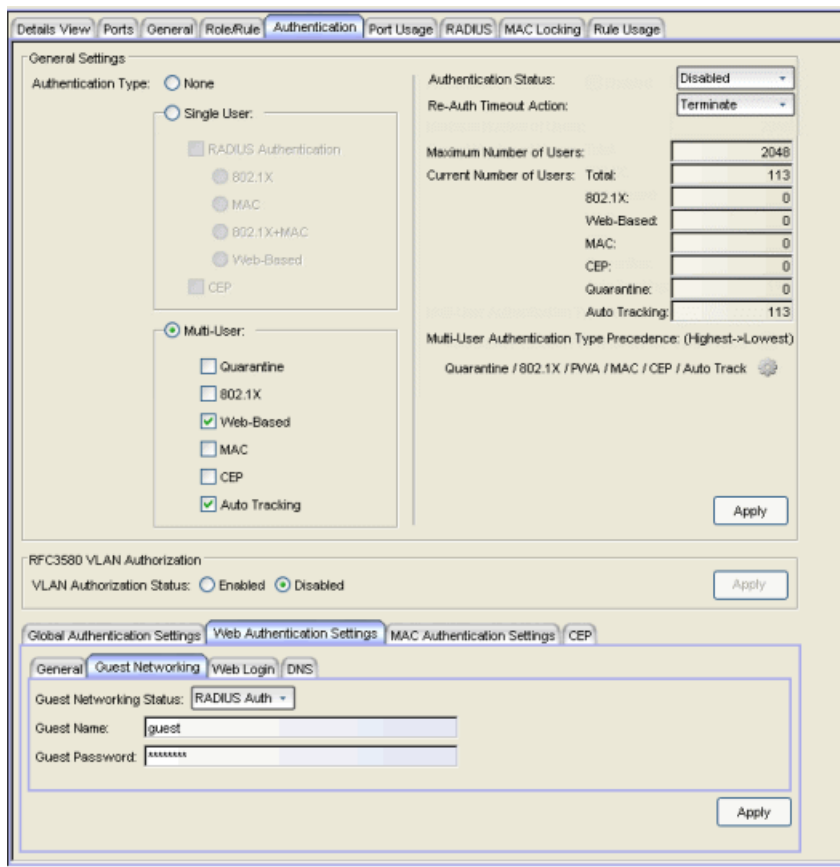 Details View Ports General Role/Rule Authentication Port Usage RADIUS MAC Locking Rule Usage
General Settings
Authentication Type: None
Single User:
RADIUS Authentication
802.1X
MAC
802.1X+MAC
Web-Based
CEP
Multi-User:
Quarantine
802.1X
Web-Based
MAC
CEP
Auto Tracking
Authentication Status: Disabled
Re-Auth Timeout Action: Terminate
Maximum Number of Users: 2048
Current Number of Users: Total: 113
802.1X: 0
Web-Based: 0
MAC: 0
CEP: 0
Quarantine: 0
Auto Tracking: 113
Multi-User Authentication Type Precedence: (Highest->Lowest)
Quarantine / 802.1X / PWA / MAC / CEP / Auto Track
Apply
RFC3580 VLAN Authorization
VLAN Authorization Status: Enabled Disabled
Apply
Global Authentication Settings Web Authentication Settings MAC Authentication Settings CEP
General Guest Networking Web Login DNS
Guest Networking Status: RADIUS Auth
Guest Name: guest
Guest Password: ********
Apply